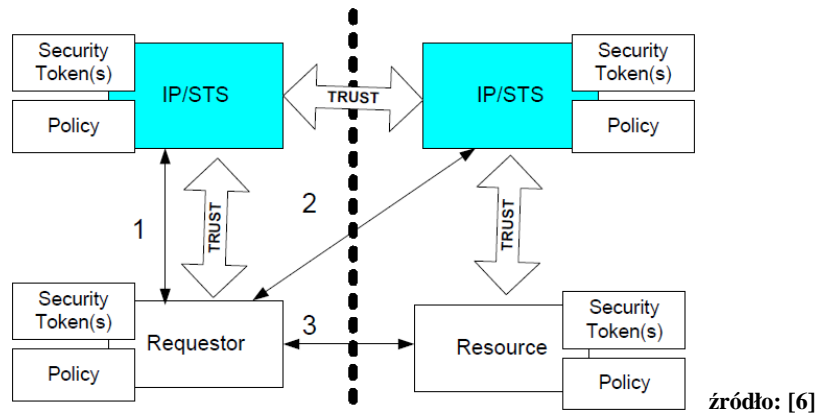 Security
Token(s)
Policy
IP/STS
TRUST
IP/STS
Security
Token(s)
Policy
1
TRUST
2
TRUST
Security
Token(s)
Policy
Requestor
3
Resource
Security
Token(s)
Policy
źródło: [6]